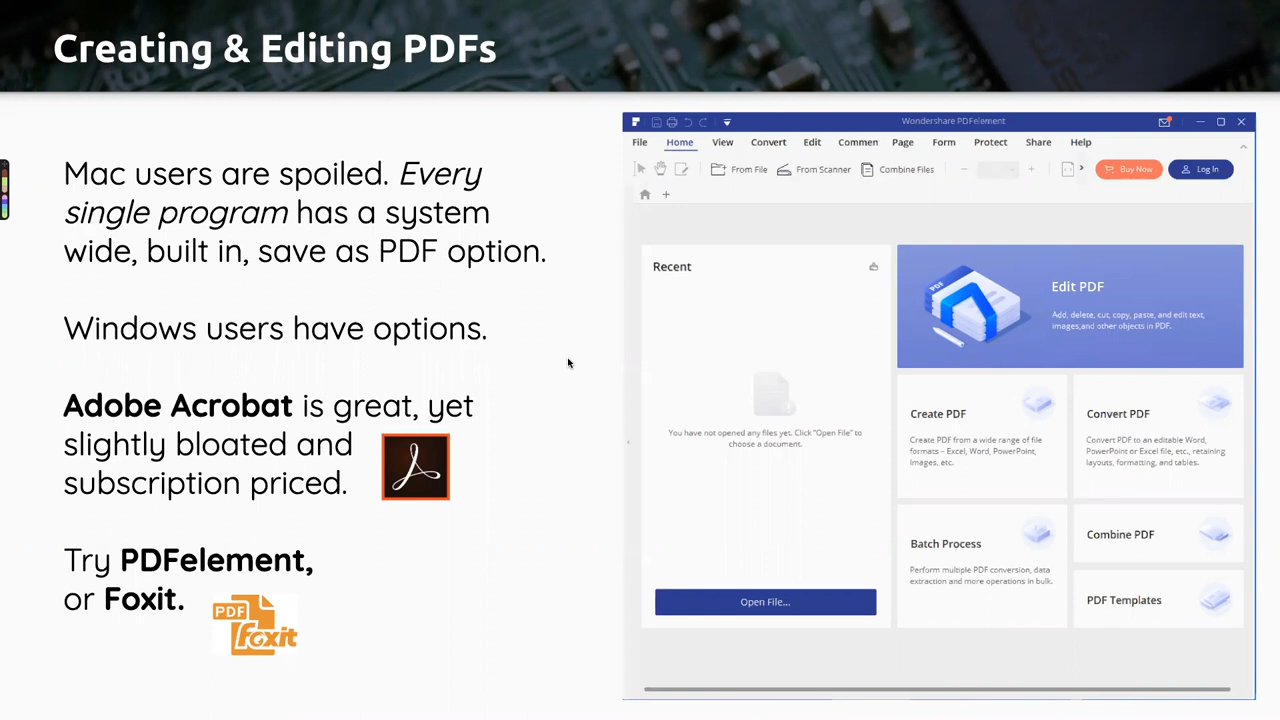 Creating & Editing PDFs
Mac users are spoiled. Every
single program has a system
wide, built in, save as PDF option.
Windows users have options.
Adobe Acrobat is great, yet
slightly bloated and
subscription priced.
Try PDFelement,
or Foxit.
PDF
Foxit
Wondershare PDFelement
File Home View Convert Edit Commen Page Form Protect Share Help
From File From Scanner Combine Files Buy Now Log In
Recent
You have not opened any files yet. Click "Open File" to
choose a document.
Open File...
PDF
Edit PDF
Add, delete, cut, copy, paste, and edit text,
images,and other objects in PDF.
Create PDF
Create PDF from a wide range of file
formats – Excel, Word, PowerPoint,
Images, etc.
Convert PDF
Convert PDF to an editable Word,
PowerPoint or Excel file, etc., retaining
layouts, formatting, and tables.
Batch Process
Perform multiple PDF conversion, data
extraction and more operations in bulk.
Combine PDF
PDF Templates